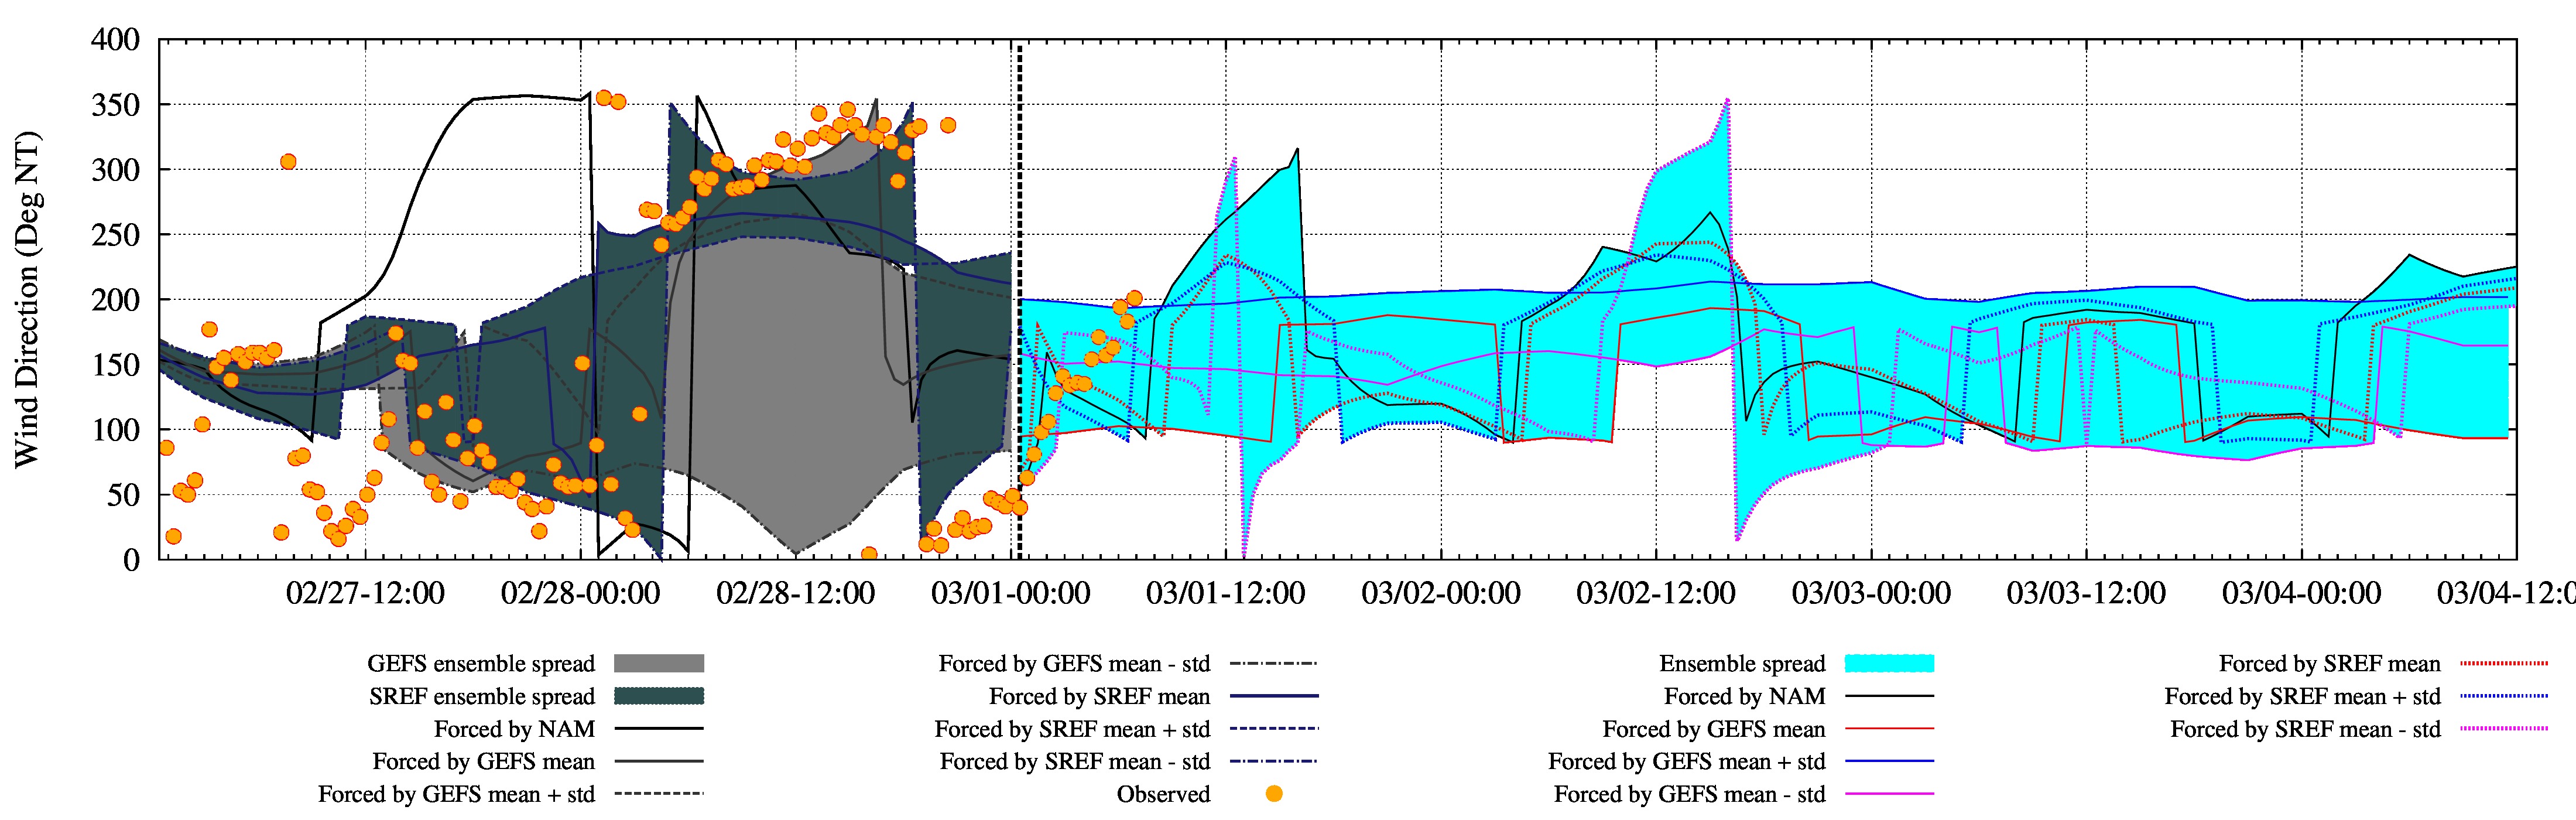 400
350
300
250
200
150
100
50
0
Wind Direction (Deg NT)
02/27-12:00 02/28-00:00 02/28-12:00 03/01-00:00 03/01-12:00 03/02-00:00 03/02-12:00 03/03-00:00 03/03-12:00 03/04-00:00 03/04-12:0
GEFS ensemble spread
SREF ensemble spread
Forced by NAM
Forced by GEFS mean
Forced by GEFS mean + std
Forced by GEFS mean - std
Forced by SREF mean
Forced by SREF mean + std
Forced by SREF mean - std
Observed
Ensemble spread
Forced by NAM
Forced by GEFS mean
Forced by GEFS mean + std
Forced by GEFS mean - std
Forced by SREF mean
Forced by SREF mean + std
Forced by SREF mean - std